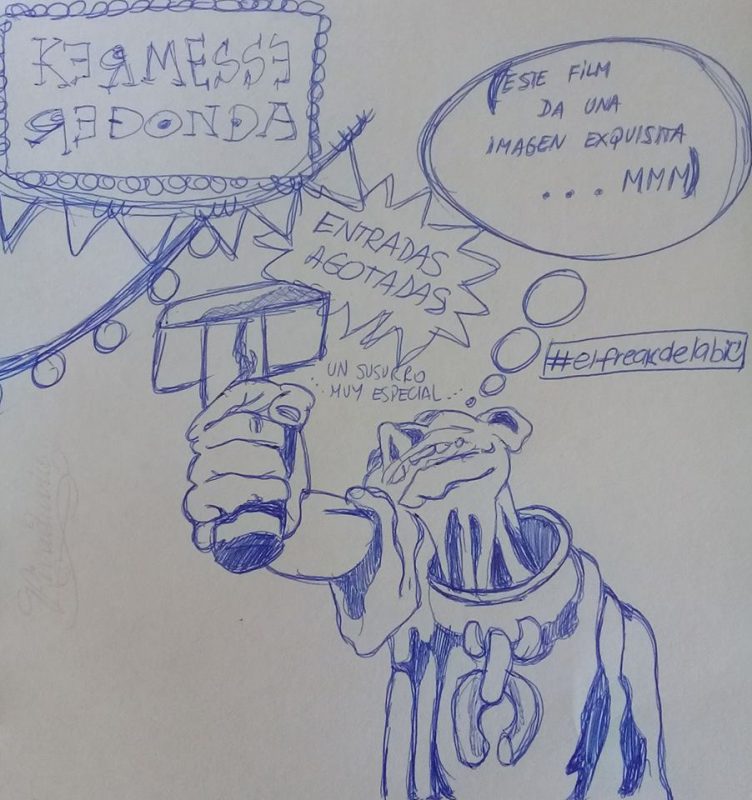 KERMESSE
REDONDA
(ESTE FILM
DA UNA
IMAGEN EXQUISITA
...MMM)
ENTRADAS
AGOTADAS
UN SUSURRO
MUY ESPECIAL...
#elfreakdelabic